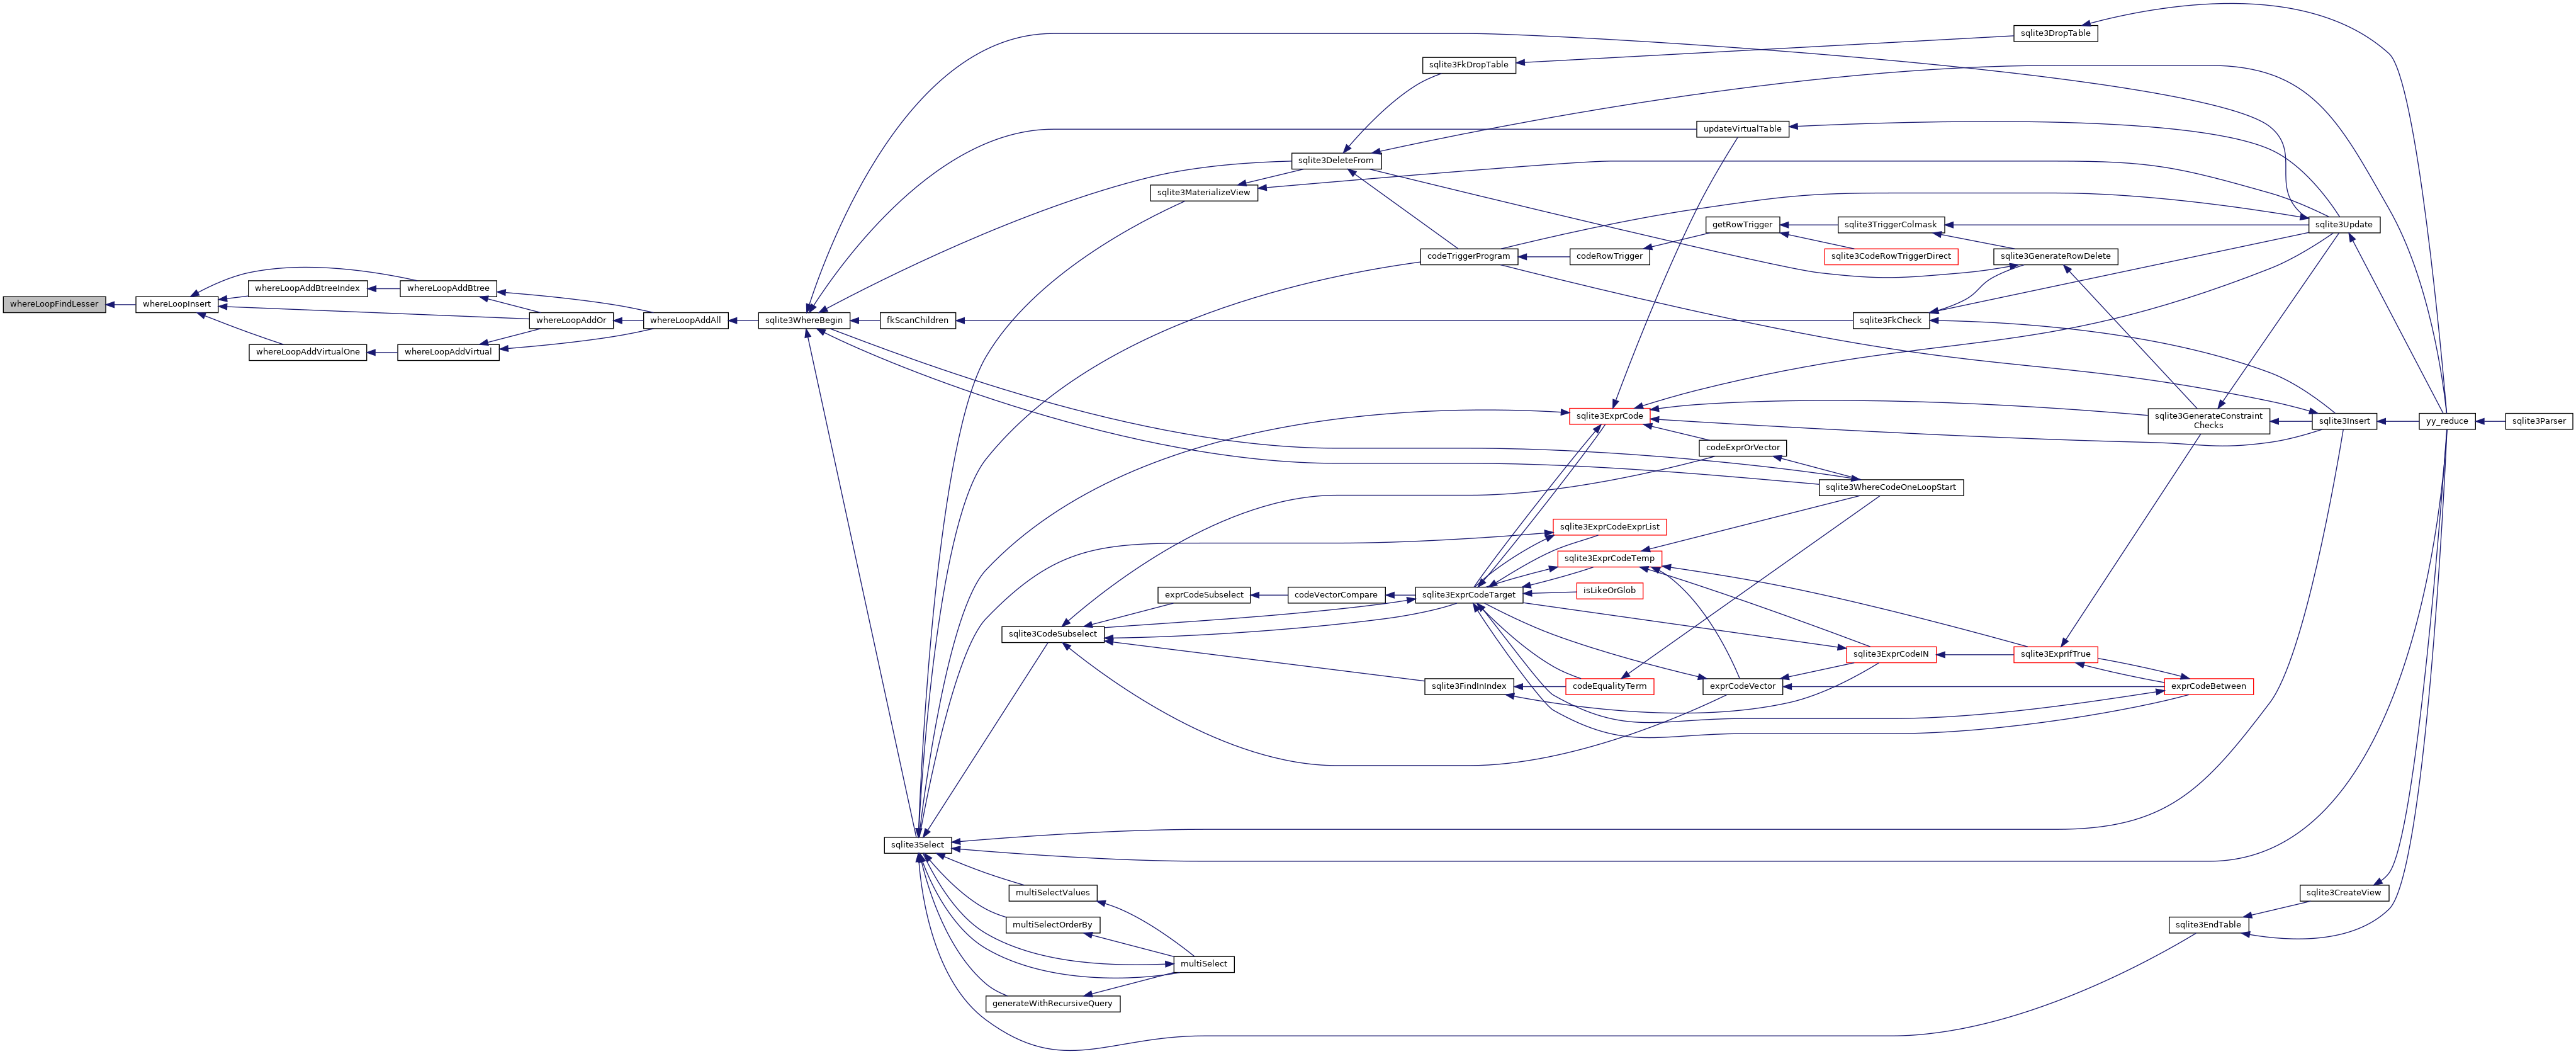 sqlite3DropTable
sqlite3FkDropTable
updateVirtualTable
sqlite3DeleteFrom
sqlite3MaterializeView
getRowTrigger
sqlite3TriggerColmask
sqlite3Update
codeTriggerProgram
codeRowTrigger
sqlite3CodeRowTriggerDirect
sqlite3GenerateRowDelete
whereLoopAddBtreeIndex
whereLoopAddBtree
whereLoopFindLesser
whereLoopInsert
whereLoopAddOr
whereLoopAddAll
sqlite3WhereBegin
fkScanChildren
sqlite3FkCheck
whereLoopAddVirtualOne
whereLoopAddVirtual
sqlite3ExprCode
sqlite3GenerateConstraint
Checks
sqlite3Insert
yy_reduce
sqlite3Parser
codeExprOrVector
sqlite3WhereCodeOneLoopStart
sqlite3ExprCodeExprList
sqlite3ExprCodeTemp
isLikeOrGlob
exprCodeSubselect
codeVectorCompare
sqlite3ExprCodeTarget
sqlite3CodeSubselect
sqlite3ExprCodeIN
sqlite3ExprIfTrue
sqlite3FindInIndex
codeEqualityTerm
exprCodeVector
exprCodeBetween
sqlite3Select
multiSelectValues
sqlite3CreateView
multiSelectOrderBy
sqlite3EndTable
multiSelect
generateWithRecursiveQuery